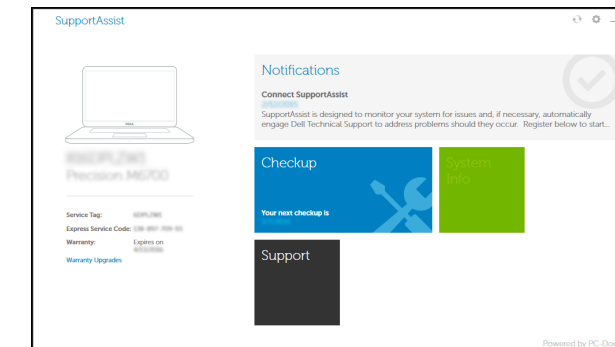 SupportAssist
Notifications
Connect SupportAssist
SupportAssist is designed to monitor your system for issues and, if necessary, automatically
engage Dell Technical Support to address problems should they occur. Register below to start...
DELL
Precision M6700
Service Tag:
Express Service Code:
Warranty: Expires on
Warranty Upgrades
Checkup
Your next checkup is
System
Info
Support
Powered by PC-Doc